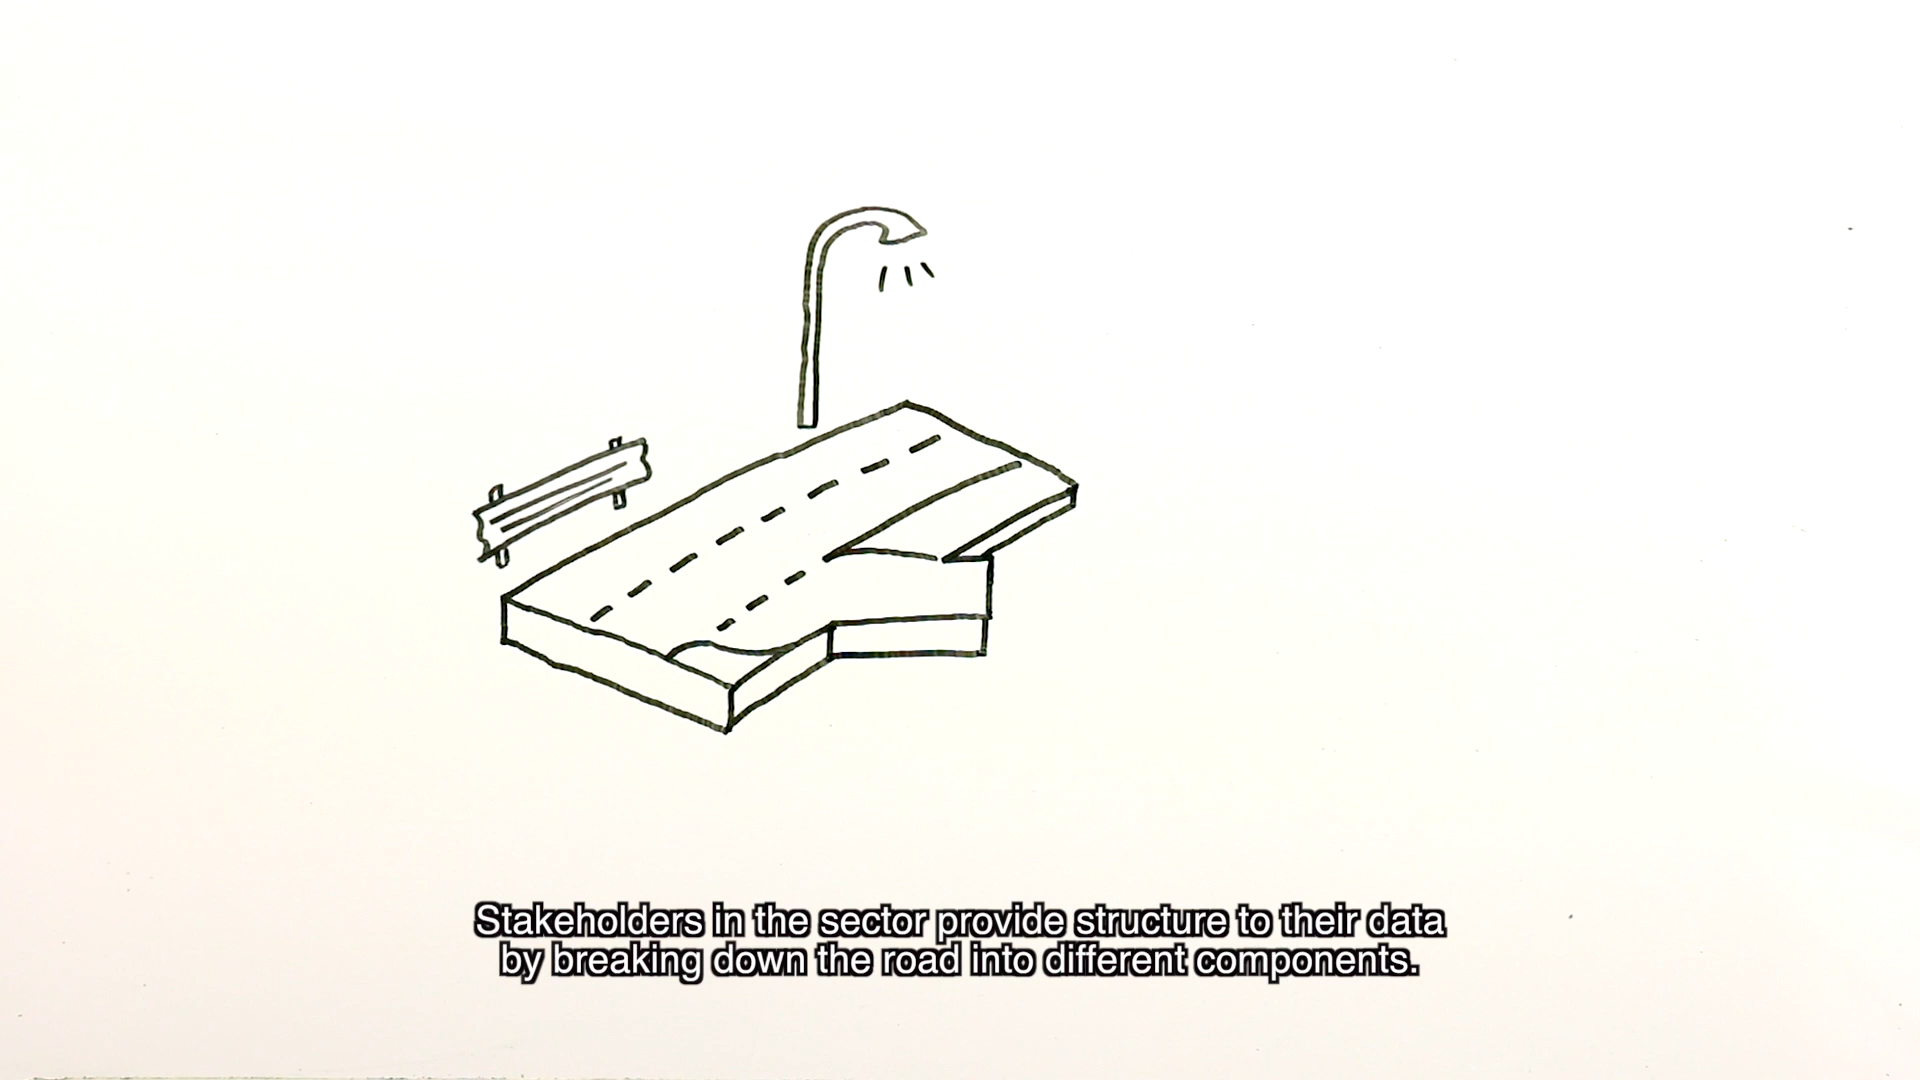 Stakeholders in the sector provide structure to their data
by breaking down the road into different components.